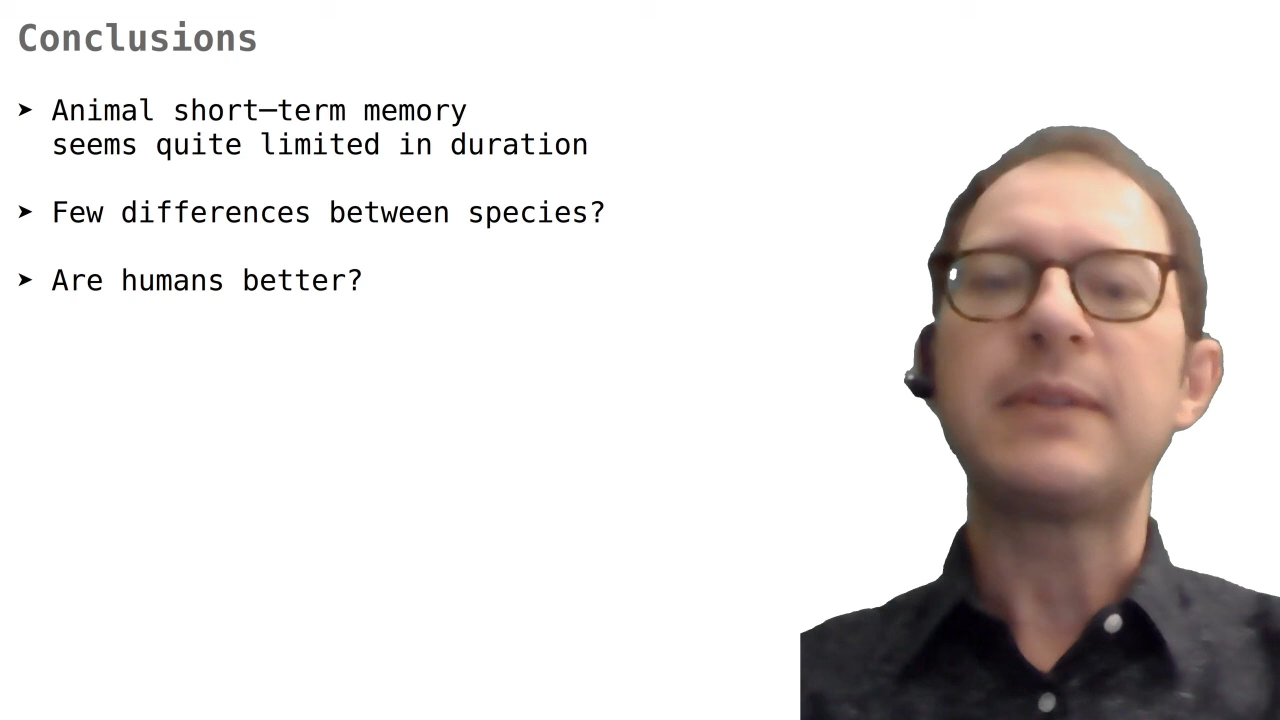 Conclusions
➤ Animal short–term memory
seems quite limited in duration
➤ Few differences between species?
➤ Are humans better?